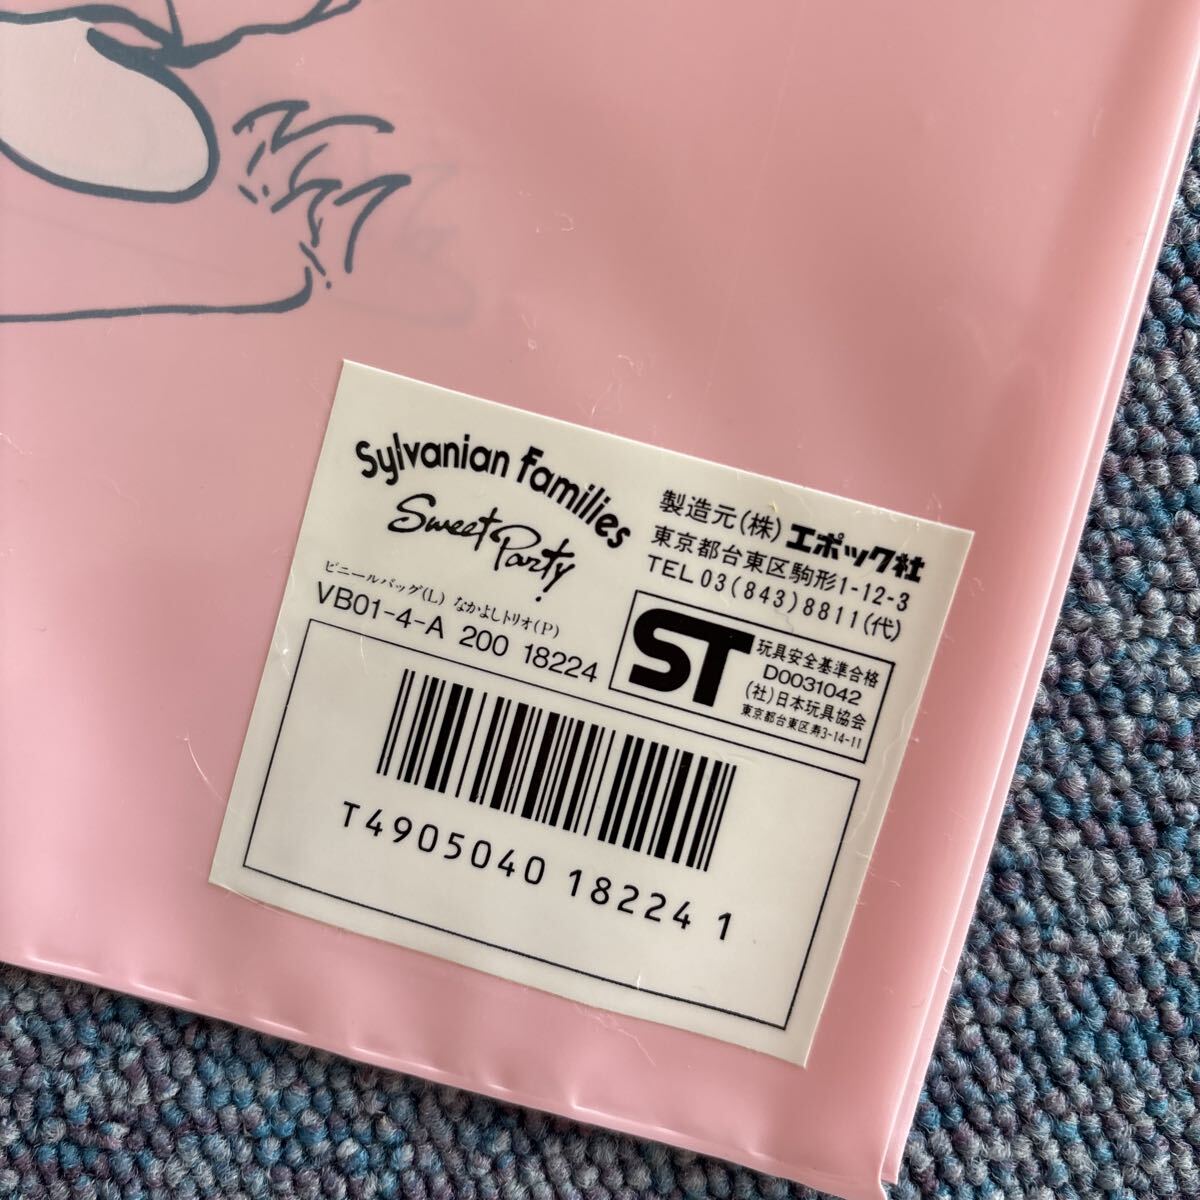 Sylvanian Families
Sweet Party
ビニールバッグ(L) なかよしトリオ(P)
VB01-4-A 200 18224
製造元(株)エポック社
東京都台東区駒形1-12-3
TEL 03(843)8811(代)
ST
玩具安全基準合格
D0031042
(社)日本玩具協会
東京都台東区寿3-14-11
T4905040 18224 1